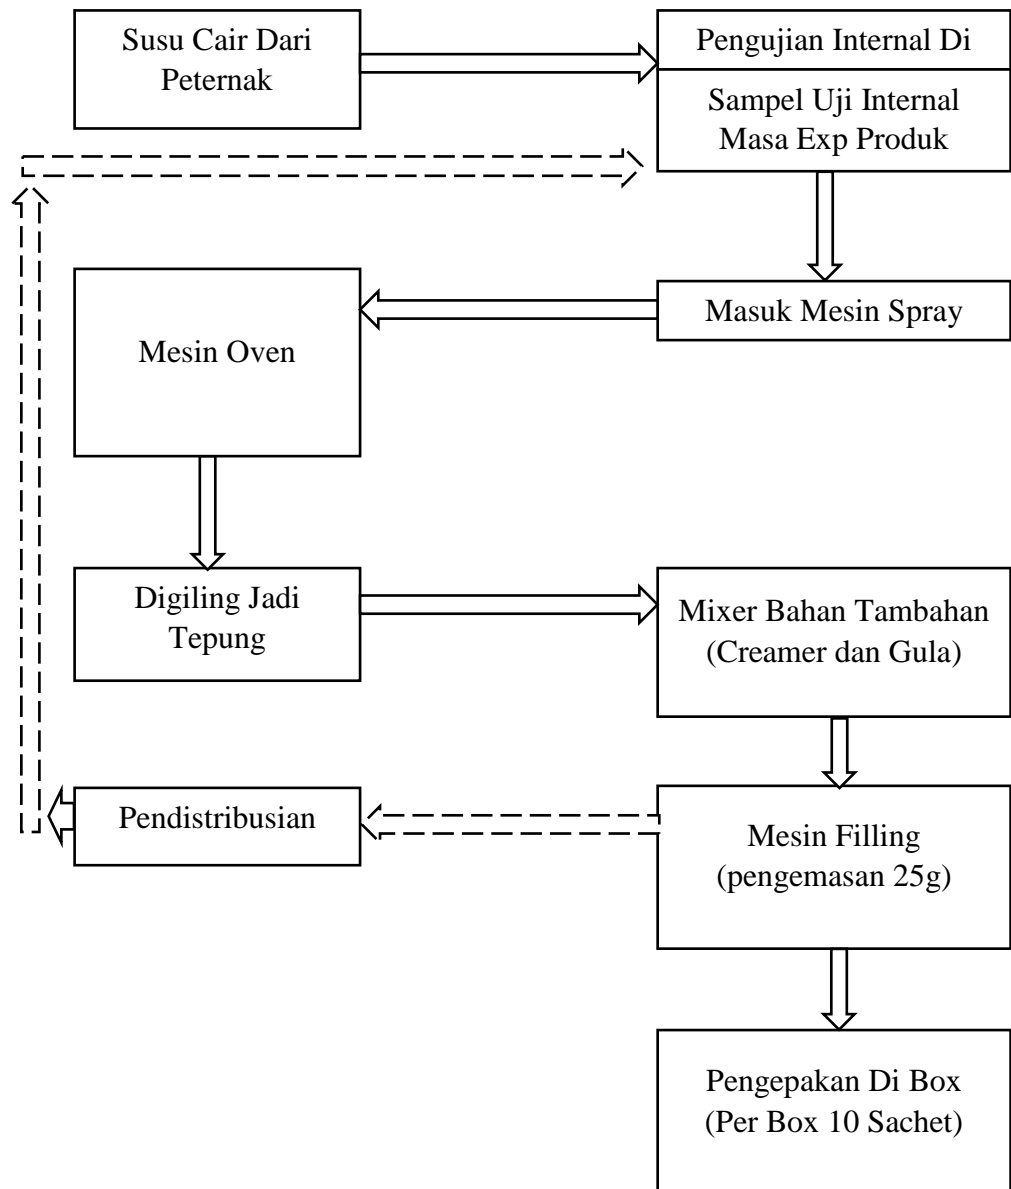 Susu Cair Dari
Peternak
Pengujian Internal Di
Sampel Uji Internal
Masa Exp Produk
Masuk Mesin Spray
Mesin Oven
Digiling Jadi
Tepung
Mixer Bahan Tambahan
(Creamer dan Gula)
Pendistribusian
Mesin Filling
(pengemasan 25g)
Pengepakan Di Box
(Per Box 10 Sachet)